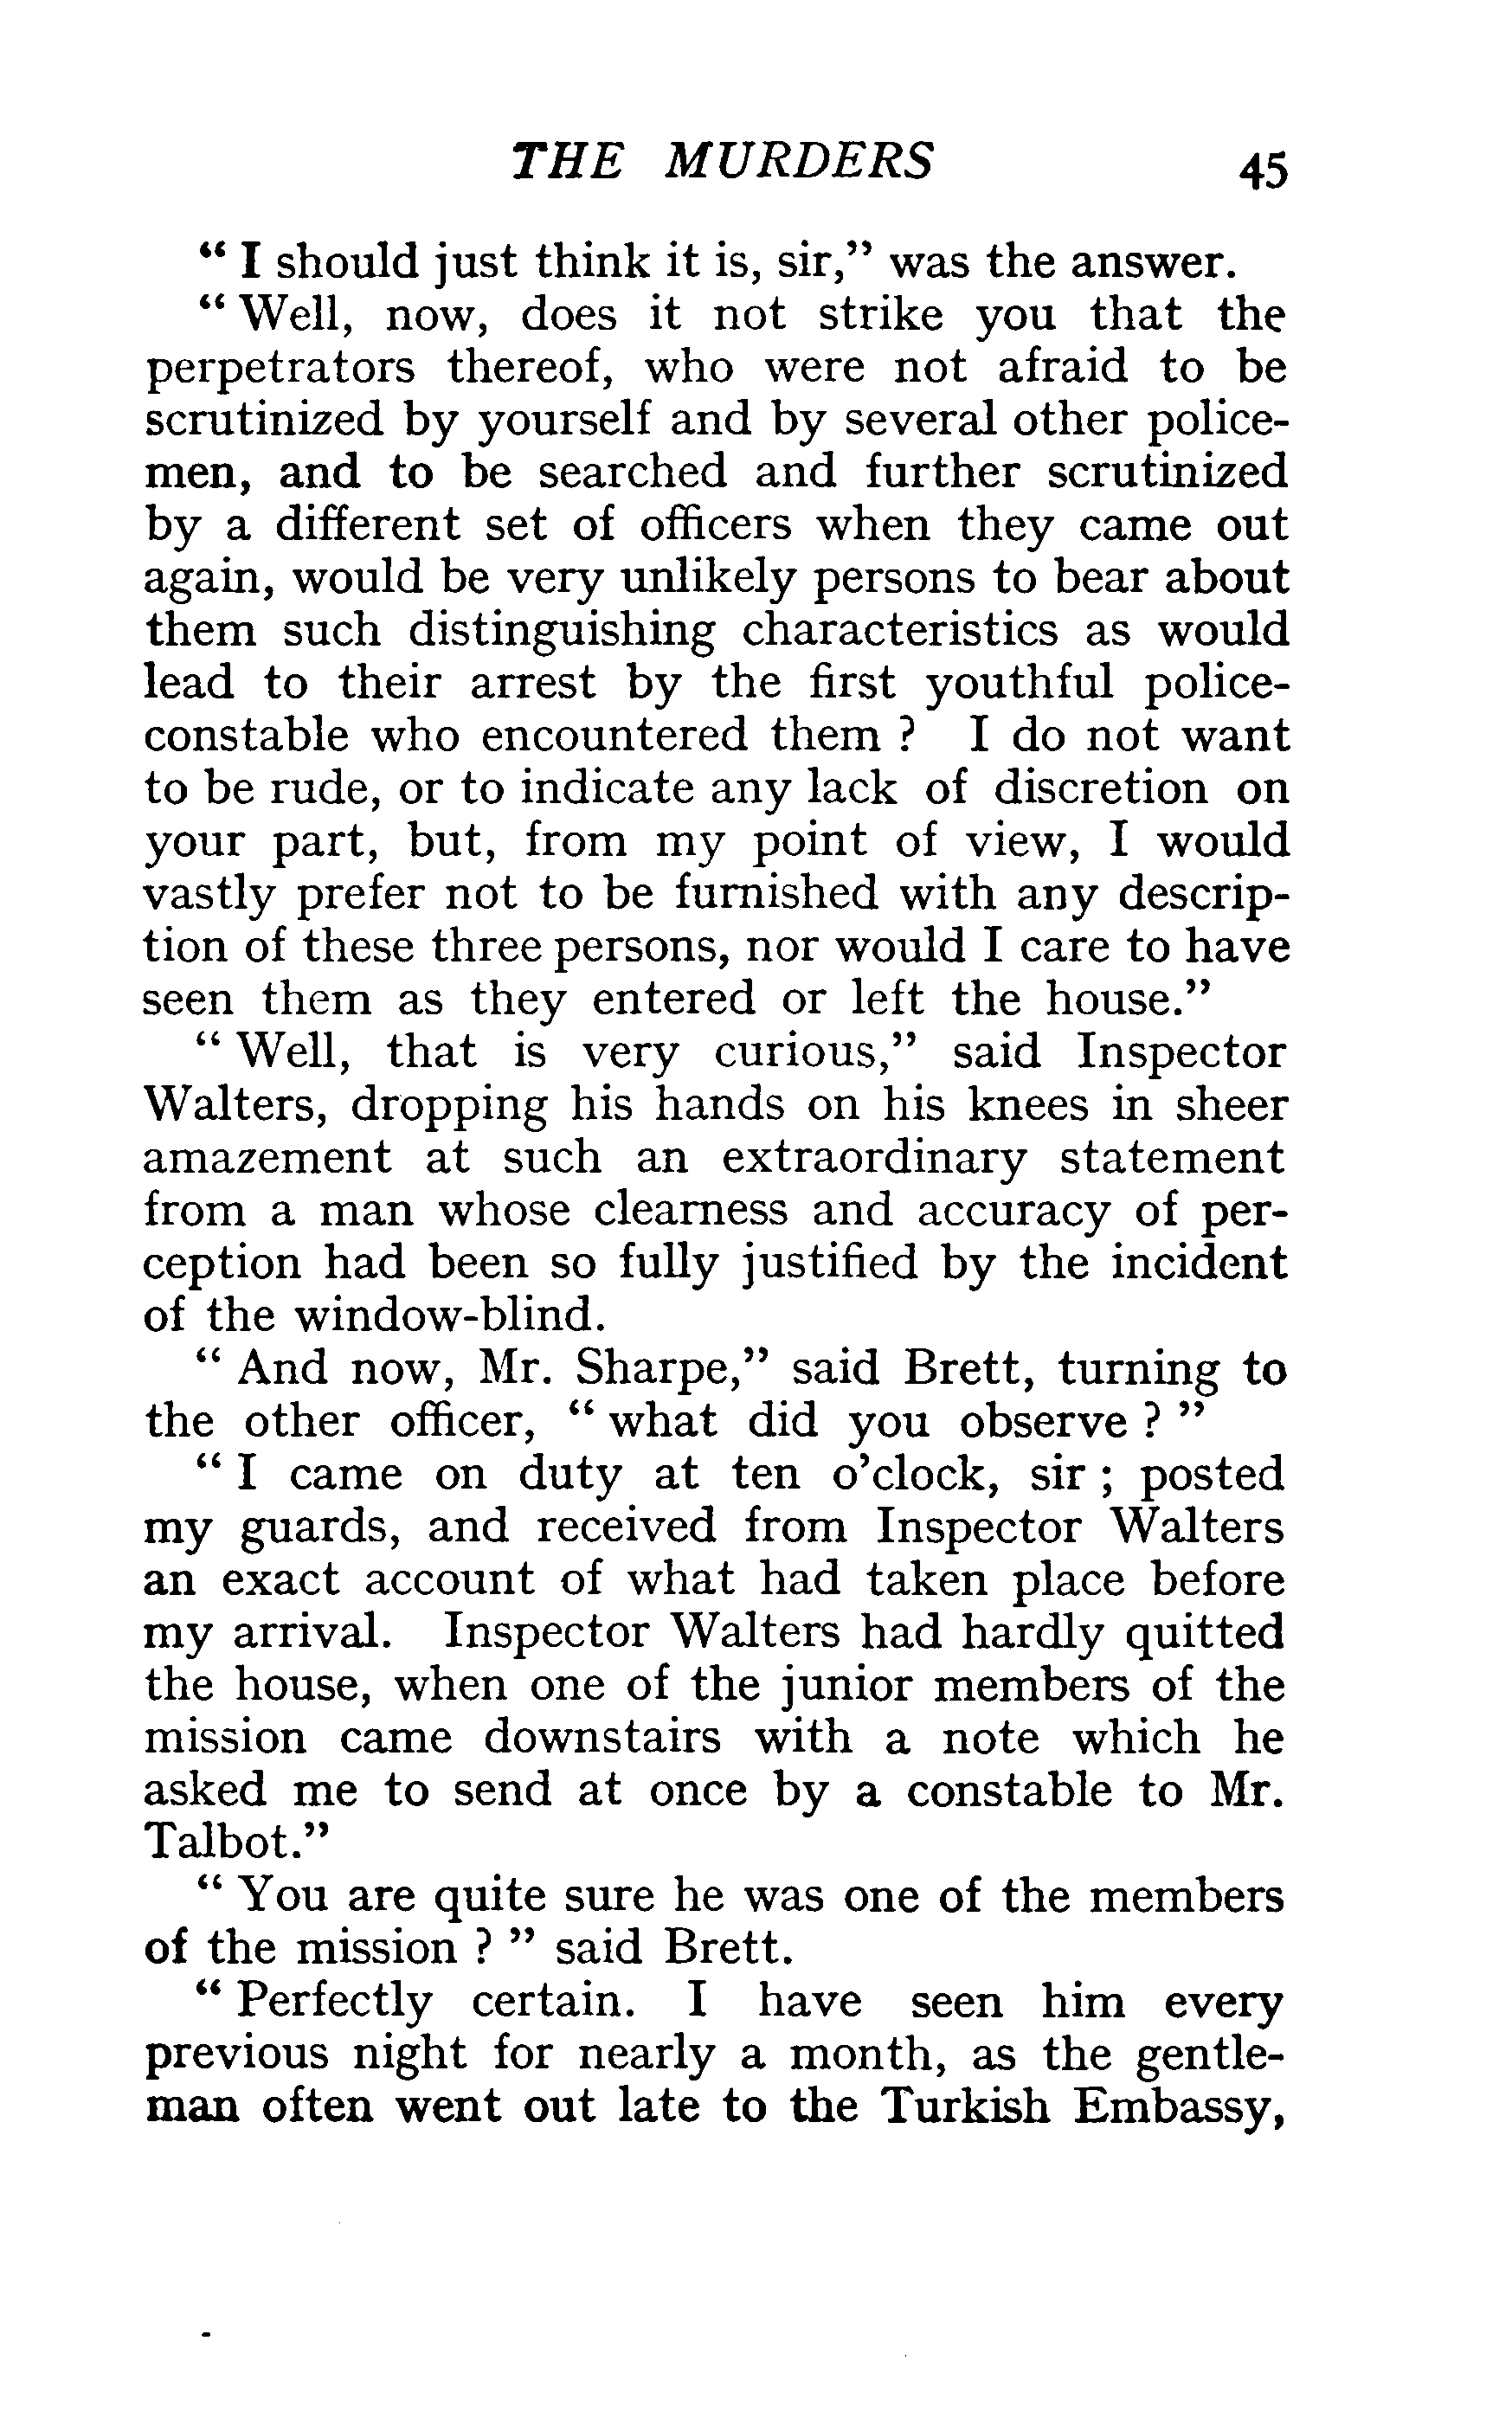 THE MURDERS 45
" I should just think it is, sir," was the answer.
" Well, now, does it not strike you that the
perpetrators thereof, who were not afraid to be
scrutinized by yourself and by several other police-
men, and to be searched and further scrutinized
by a different set of officers when they came out
again, would be very unlikely persons to bear about
them such distinguishing characteristics as would
lead to their arrest by the first youthful police-
constable who encountered them ? I do not want
to be rude, or to indicate any lack of discretion on
your part, but, from my point of view, I would
vastly prefer not to be furnished with any descrip-
tion of these three persons, nor would I care to have
seen them as they entered or left the house."
" Well, that is very curious," said Inspector
Walters, dropping his hands on his knees in sheer
amazement at such an extraordinary statement
from a man whose clearness and accuracy of per-
ception had been so fully justified by the incident
of the window-blind.
" And now, Mr. Sharpe," said Brett, turning to
the other officer, " what did you observe ? "
" I came on duty at ten o'clock, sir ; posted
my guards, and received from Inspector Walters
an exact account of what had taken place before
my arrival. Inspector Walters had hardly quitted
the house, when one of the junior members of the
mission came downstairs with a note which he
asked me to send at once by a constable to Mr.
Talbot."
" You are quite sure he was one of the members
of the mission ? " said Brett.
" Perfectly certain. I have seen him every
previous night for nearly a month, as the gentle-
man often went out late to the Turkish Embassy,